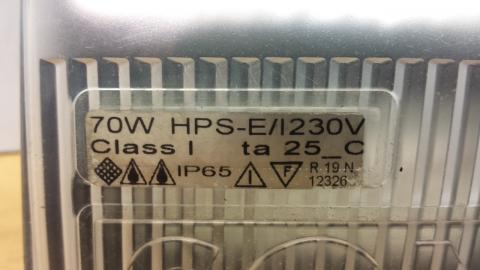 70W HPS-E/I230V
Class I ta 25_C
IP65 F R 19 N
12326